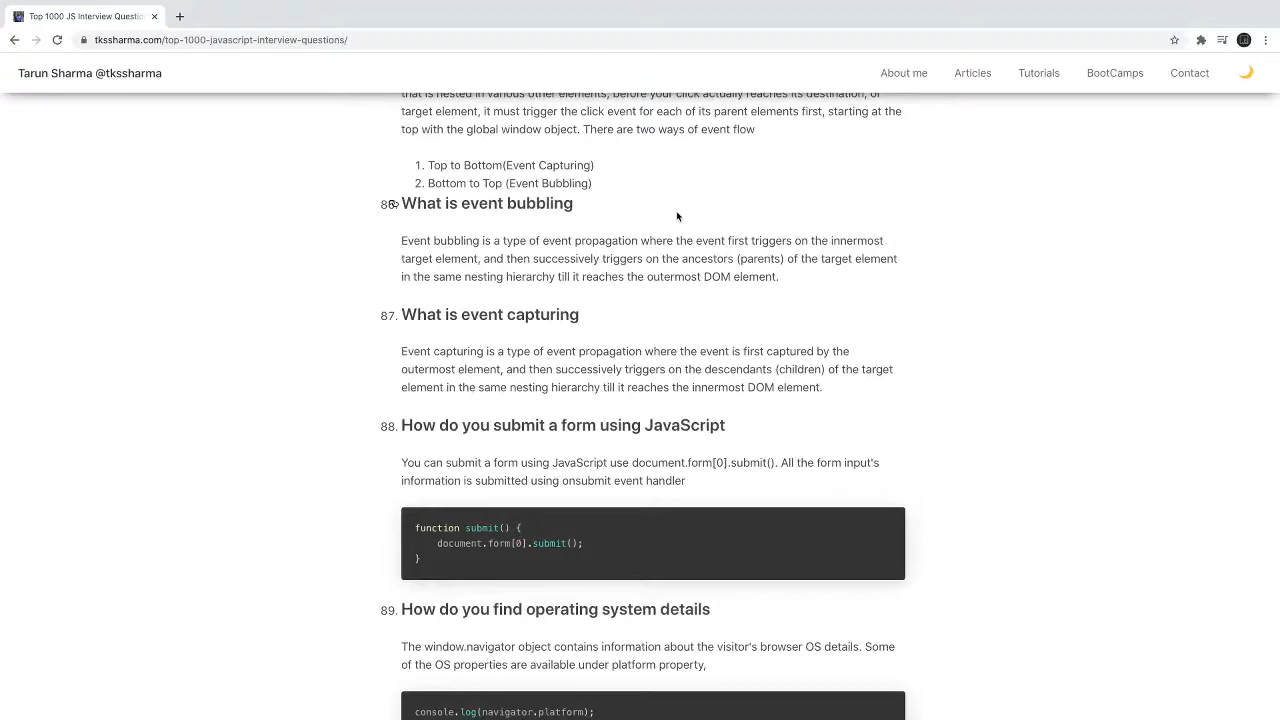 Top 1000 JS Interview Questio
tkssharma.com/top-1000-javascript-interview-questions/
Tarun Sharma @tkssharma
About me
Articles
Tutorials
BootCamps
Contact
that is nested in various other elements, before your click actually reaches its destination, or
target element, it must trigger the click event for each of its parent elements first, starting at the
top with the global window object. There are two ways of event flow
1. Top to Bottom(Event Capturing)
2. Bottom to Top (Event Bubbling)
86. What is event bubbling
Event bubbling is a type of event propagation where the event first triggers on the innermost
target element, and then successively triggers on the ancestors (parents) of the target element
in the same nesting hierarchy till it reaches the outermost DOM element.
87. What is event capturing
Event capturing is a type of event propagation where the event is first captured by the
outermost element, and then successively triggers on the descendants (children) of the target
element in the same nesting hierarchy till it reaches the innermost DOM element.
88. How do you submit a form using JavaScript
You can submit a form using JavaScript use document.form[0].submit(). All the form input's
information is submitted using onsubmit event handler
function submit() {
document.form[0].submit();
}
89. How do you find operating system details
The window.navigator object contains information about the visitor's browser OS details. Some
of the OS properties are available under platform property,
console.log(navigator.platform);